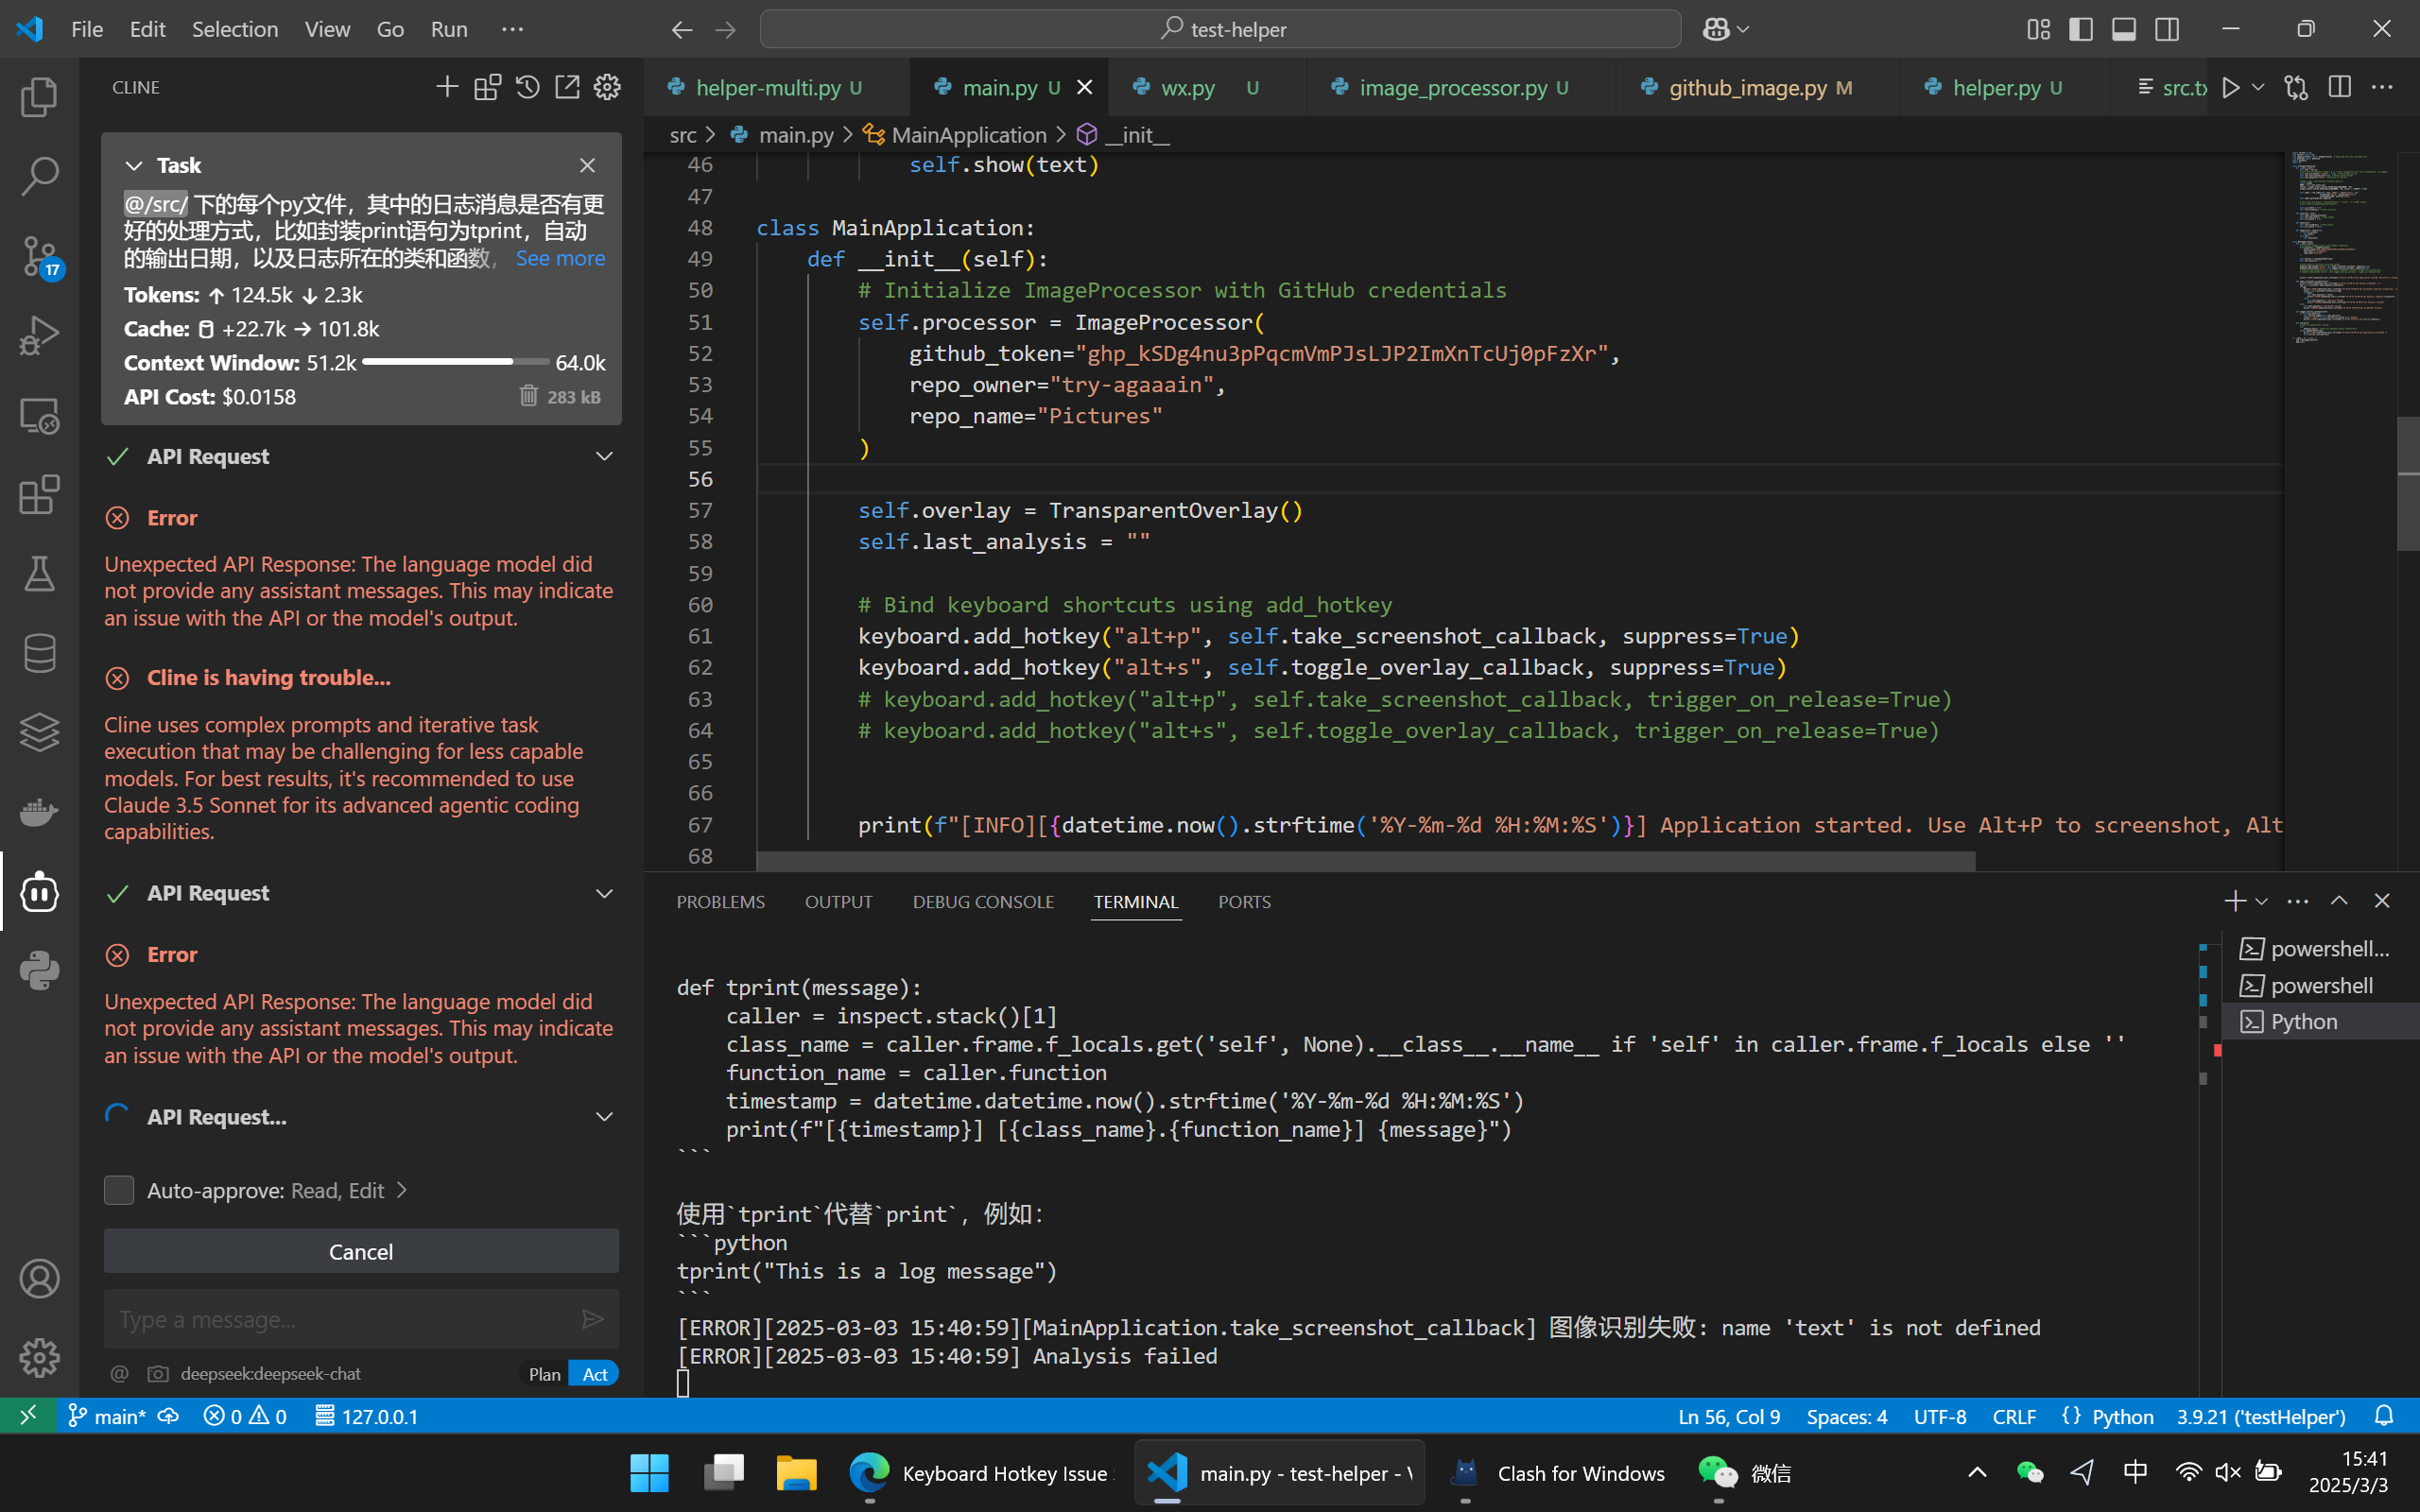 File Edit Selection View Go Run ··· test-helper
CLINE
helper-multi.py U main.py U wx.py U image_processor.py U github_image.py M helper.py U src.tx
src > main.py > MainApplication > __init__
Task
@/src/ 下的每个py文件，其中的日志消息是否有更
好的处理方式，比如封装print语句为tprint，自动
的输出日期，以及日志所在的类和函数， See more
Tokens: ↑ 124.5k ↓ 2.3k
Cache: +22.7k → 101.8k
Context Window: 51.2k 64.0k
API Cost: $0.0158 283 kB
API Request
Error
Unexpected API Response: The language model did
not provide any assistant messages. This may indicate
an issue with the API or the model's output.
Cline is having trouble...
Cline uses complex prompts and iterative task
execution that may be challenging for less capable
models. For best results, it's recommended to use
Claude 3.5 Sonnet for its advanced agentic coding
capabilities.
API Request
Error
Unexpected API Response: The language model did
not provide any assistant messages. This may indicate
an issue with the API or the model's output.
API Request...
Auto-approve: Read, Edit >
Cancel
Type a message...
@ deepseek:deepseek-chat Plan Act
17
46 self.show(text)
47
48 class MainApplication:
49 def __init__(self):
50 # Initialize ImageProcessor with GitHub credentials
51 self.processor = ImageProcessor(
52 github_token="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",
53 repo_owner="try-agaaain",
54 repo_name="Pictures"
55 )
56
57 self.overlay = TransparentOverlay()
58 self.last_analysis = ""
59
60 # Bind keyboard shortcuts using add_hotkey
61 keyboard.add_hotkey("alt+p", self.take_screenshot_callback, suppress=True)
62 keyboard.add_hotkey("alt+s", self.toggle_overlay_callback, suppress=True)
63 # keyboard.add_hotkey("alt+p", self.take_screenshot_callback, trigger_on_release=True)
64 # keyboard.add_hotkey("alt+s", self.toggle_overlay_callback, trigger_on_release=True)
65
66
67 print(f"[INFO][{datetime.now().strftime('%Y-%m-%d %H:%M:%S')}] Application started. Use Alt+P to screenshot, Alt
68
PROBLEMS OUTPUT DEBUG CONSOLE TERMINAL PORTS
def tprint(message):
caller = inspect.stack()[1]
class_name = caller.frame.f_locals.get('self', None).__class__.__name__ if 'self' in caller.frame.f_locals else ''
function_name = caller.function
timestamp = datetime.datetime.now().strftime('%Y-%m-%d %H:%M:%S')
print(f"[{timestamp}] [{class_name}.{function_name}] {message}")
```
使用`tprint`代替`print`，例如：
```python
tprint("This is a log message")
```
[ERROR][2025-03-03 15:40:59][MainApplication.take_screenshot_callback] 图像识别失败: name 'text' is not defined
[ERROR][2025-03-03 15:40:59] Analysis failed
powershell...
powershell
Python
main* 0 0 127.0.0.1 Ln 56, Col 9 Spaces: 4 UTF-8 CRLF {} Python 3.9.21 ('testHelper')
Keyboard Hotkey Issue main.py - test-helper - Clash for Windows 微信 中 15:41
2025/3/3